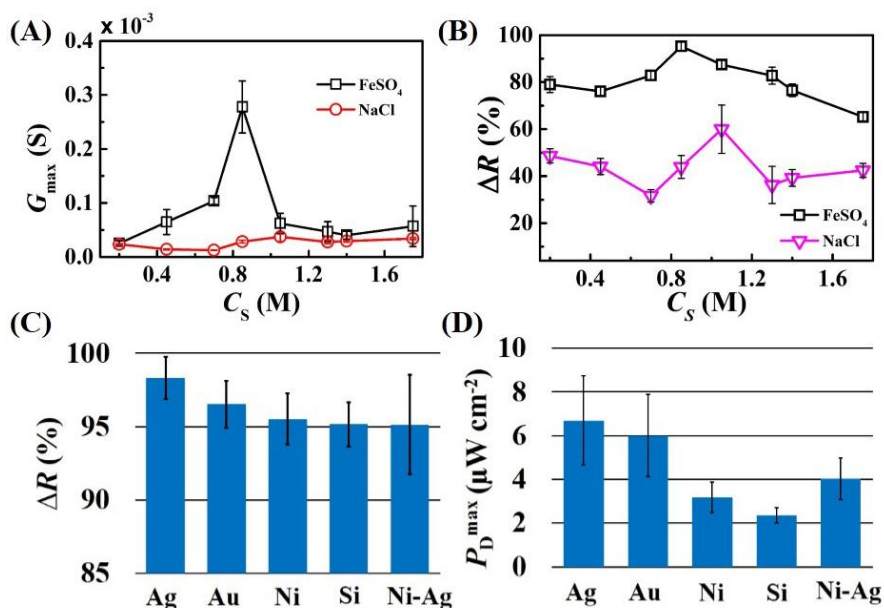 (A)
x 10⁻³
0.4
0.3
0.2
0.1
0.0
G_max (S)
FeSO₄
NaCl
0.4 0.8 1.2 1.6
C_S (M)
(B)
100
80
60
40
20
ΔR (%)
FeSO₄
NaCl
0.4 0.8 1.2 1.6
C_S (M)
(C)
100
95
90
85
ΔR (%)
Ag Au Ni Si Ni-Ag
(D)
10
8
6
4
2
0
P_D^max (µW cm⁻²)
Ag Au Ni Si Ni-Ag